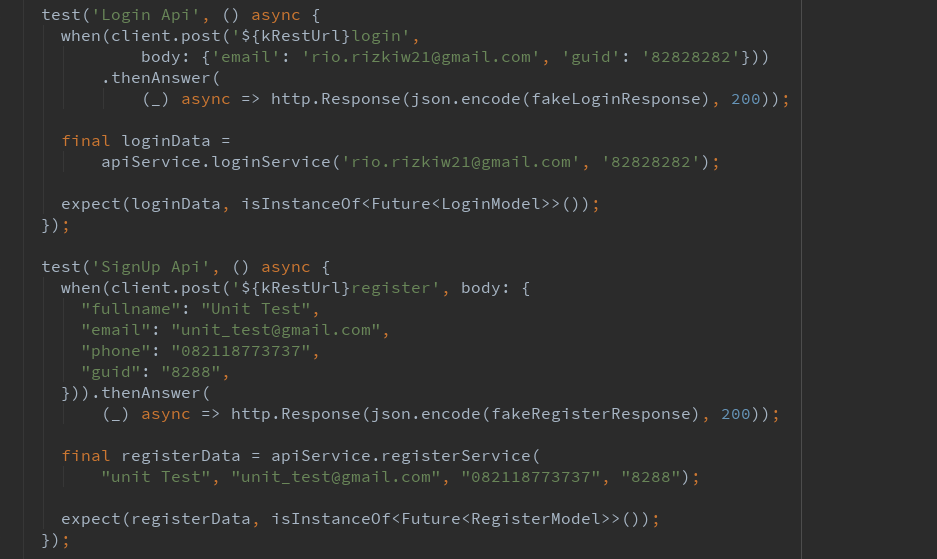 test('Login Api', () async {
when(client.post('${kRestUrl}login',
body: {'email': 'rio.rizkiw21@gmail.com', 'guid': '82828282'}))
.thenAnswer(
(_) async => http.Response(json.encode(fakeLoginResponse), 200));
final loginData =
apiService.loginService('rio.rizkiw21@gmail.com', '82828282');
expect(loginData, isInstanceOf<Future<LoginModel>>());
});
test('SignUp Api', () async {
when(client.post('${kRestUrl}register', body: {
"fullname": "Unit Test",
"email": "unit_test@gmail.com",
"phone": "082118773737",
"guid": "8288",
})).thenAnswer(
(_) async => http.Response(json.encode(fakeRegisterResponse), 200));
final registerData = apiService.registerService(
"unit Test", "unit_test@gmail.com", "082118773737", "8288");
expect(registerData, isInstanceOf<Future<RegisterModel>>());
});